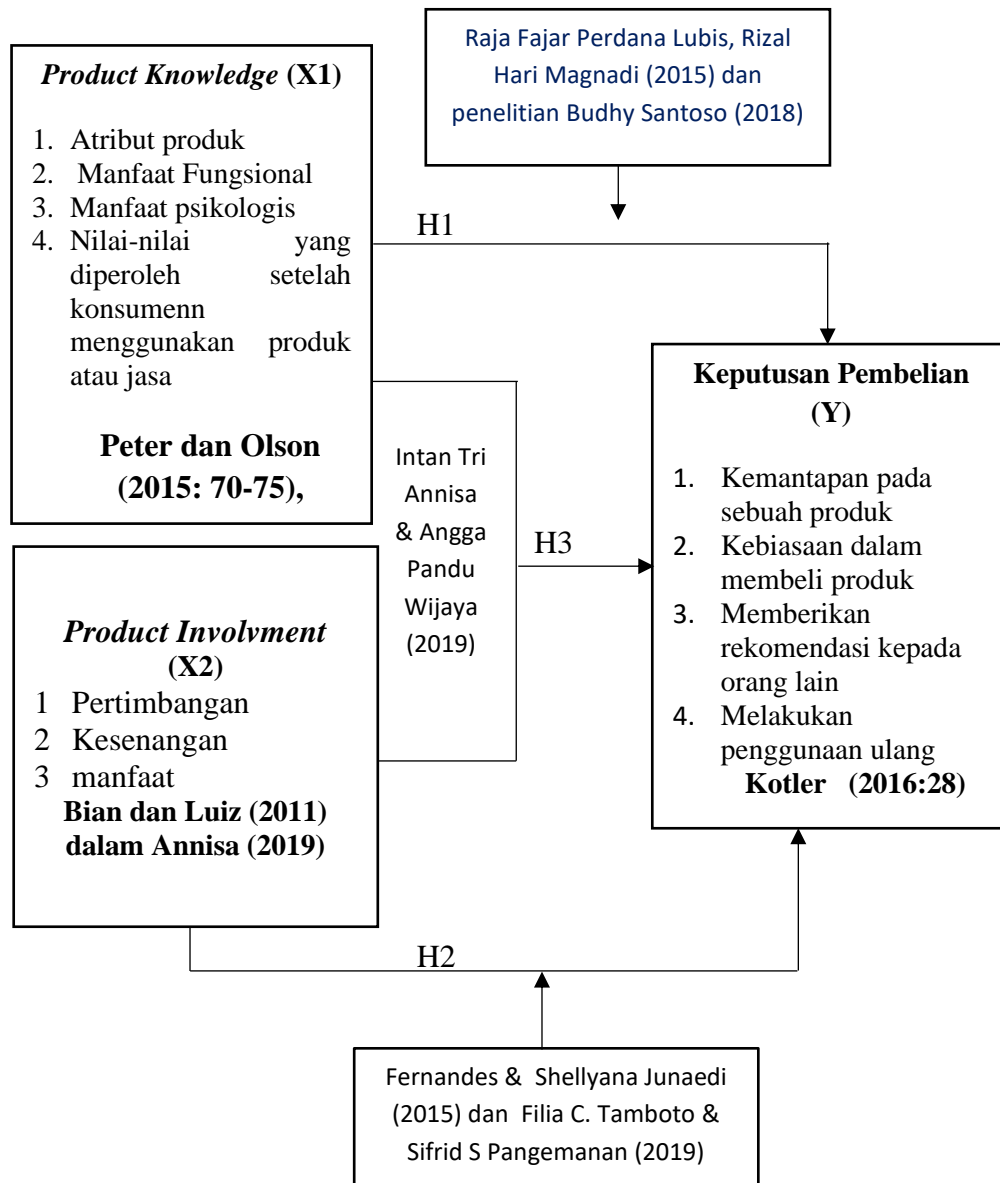 Product Knowledge (X1)
1. Atribut produk
2. Manfaat Fungsional
3. Manfaat psikologis
4. Nilai-nilai yang
diperoleh setelah
konsumenn
menggunakan produk
atau jasa
Peter dan Olson
(2015: 70-75),
Raja Fajar Perdana Lubis, Rizal
Hari Magnadi (2015) dan
penelitian Budhy Santoso (2018)
H1
Intan Tri
Annisa
& Angga
Pandu
Wijaya
(2019)
H3
Keputusan Pembelian
(Y)
1. Kemantapan pada
sebuah produk
2. Kebiasaan dalam
membeli produk
3. Memberikan
rekomendasi kepada
orang lain
4. Melakukan
penggunaan ulang
Kotler (2016:28)
Product Involvment
(X2)
1 Pertimbangan
2 Kesenangan
3 manfaat
Bian dan Luiz (2011)
dalam Annisa (2019)
H2
Fernandes & Shellyana Junaedi
(2015) dan Filia C. Tamboto &
Sifrid S Pangemanan (2019)